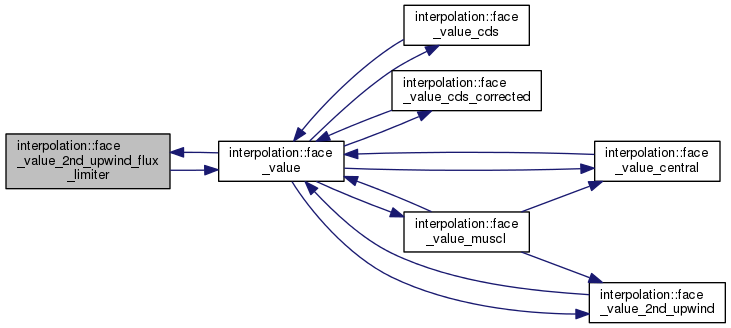 interpolation::face
_value_cds
interpolation::face
_value_cds_corrected
interpolation::face
_value_2nd_upwind_flux
_limiter
interpolation::face
_value
interpolation::face
_value_central
interpolation::face
_value_muscl
interpolation::face
_value_2nd_upwind